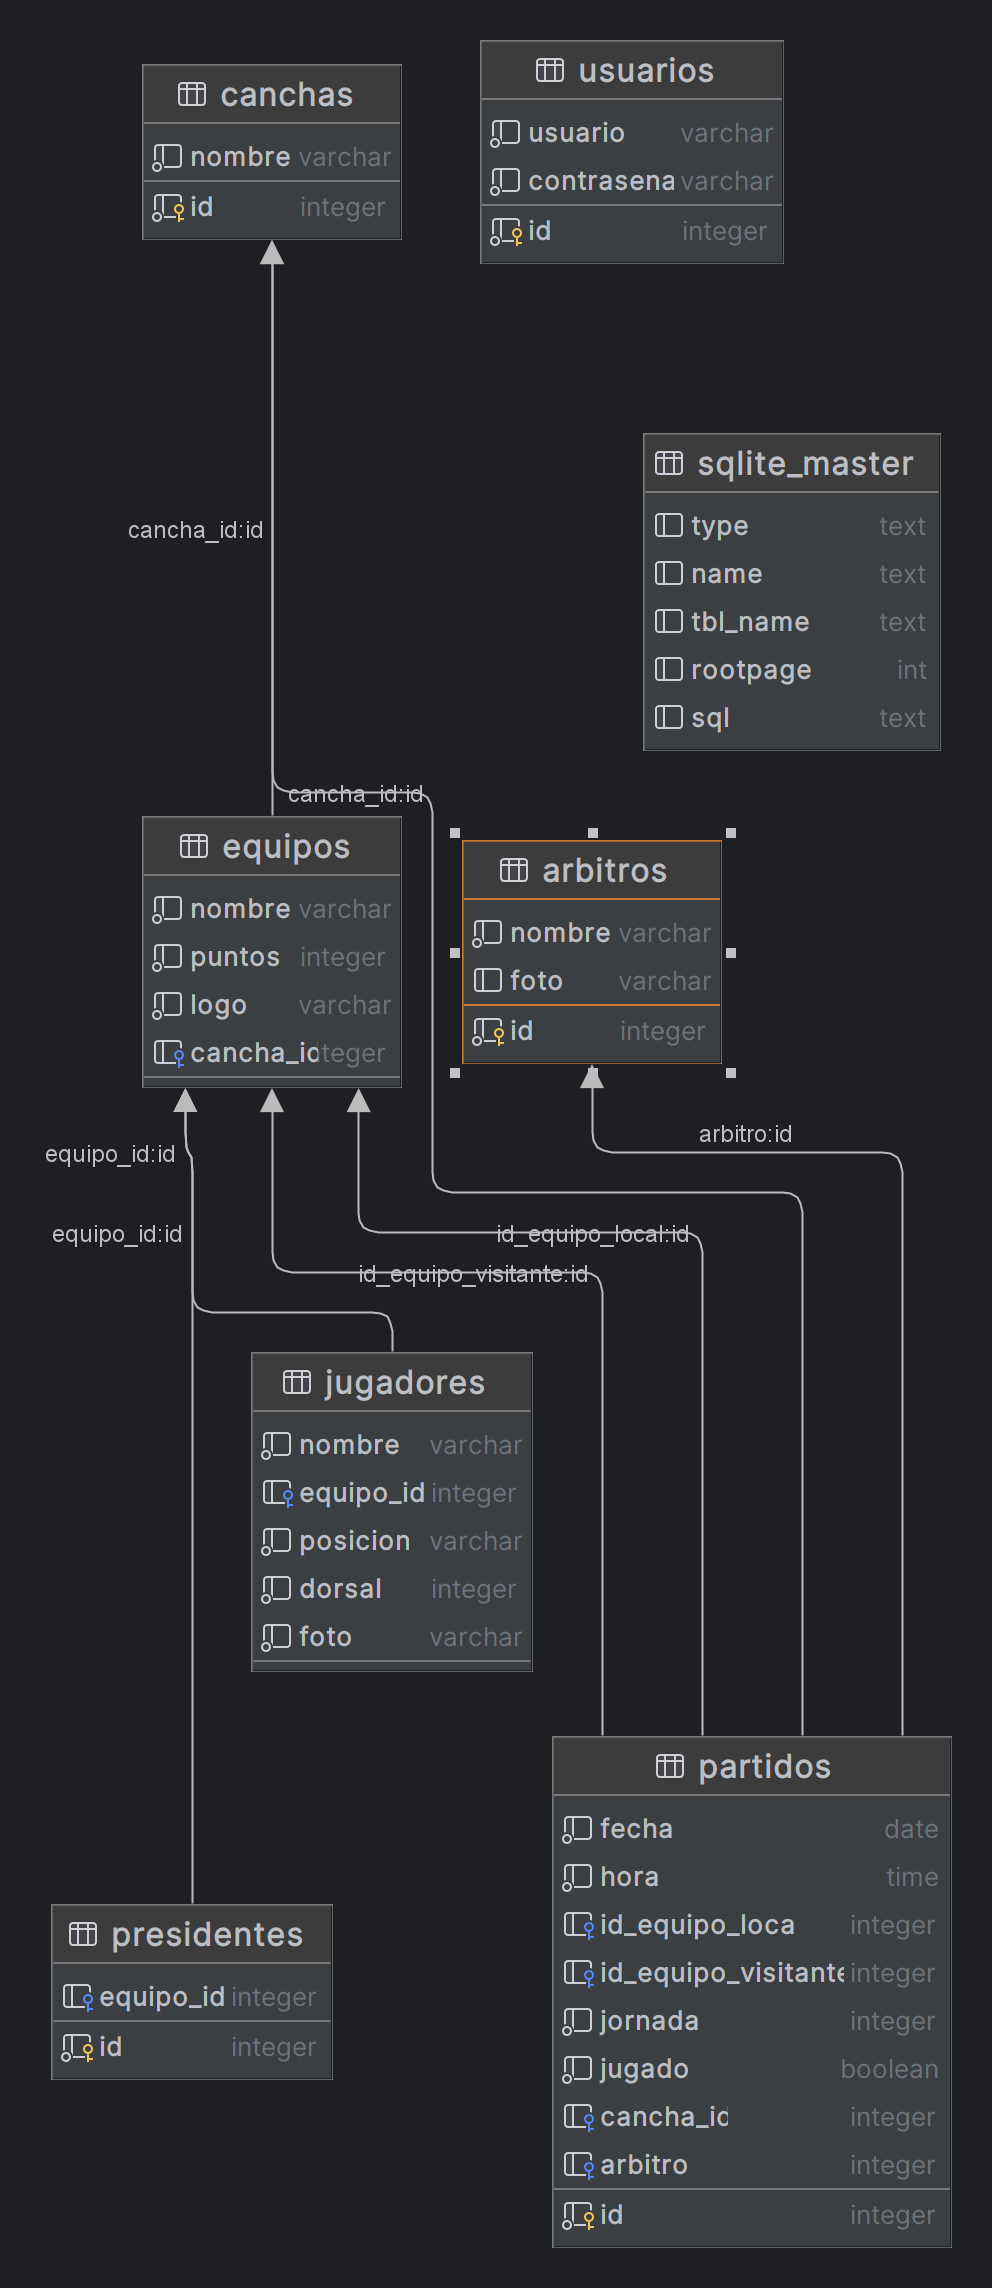 canchas
nombre varchar
id integer
usuarios
usuario varchar
contrasena varchar
id integer
cancha_id:id
sqlite_master
type text
name text
tbl_name text
rootpage int
sql text
cancha_id:id
equipos
nombre varchar
puntos integer
logo varchar
cancha_id teger
arbitros
nombre varchar
foto varchar
id integer
equipo_id:id
arbitro:id
equipo_id:id
id_equipo_local:id
id_equipo_visitante:id
jugadores
nombre varchar
equipo_id integer
posicion varchar
dorsal integer
foto varchar
partidos
fecha date
hora time
id_equipo_loca integer
id_equipo_visitante integer
jornada integer
jugado boolean
cancha_id integer
arbitro integer
id integer
presidentes
equipo_id integer
id integer